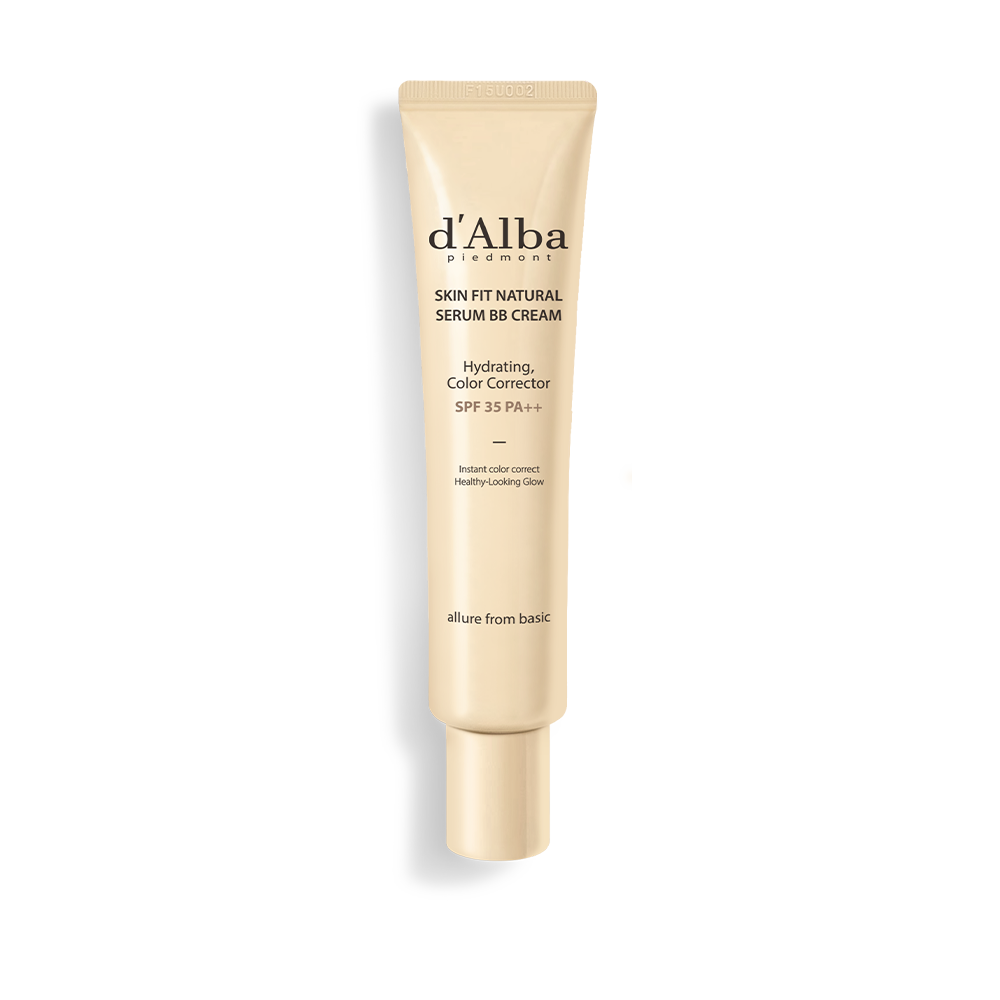 F15U002
d'Alba
piedmont
SKIN FIT NATURAL
SERUM BB CREAM
Hydrating,
Color Corrector
SPF 35 PA++
Instant color correct
Healthy-Looking Glow
allure from basic